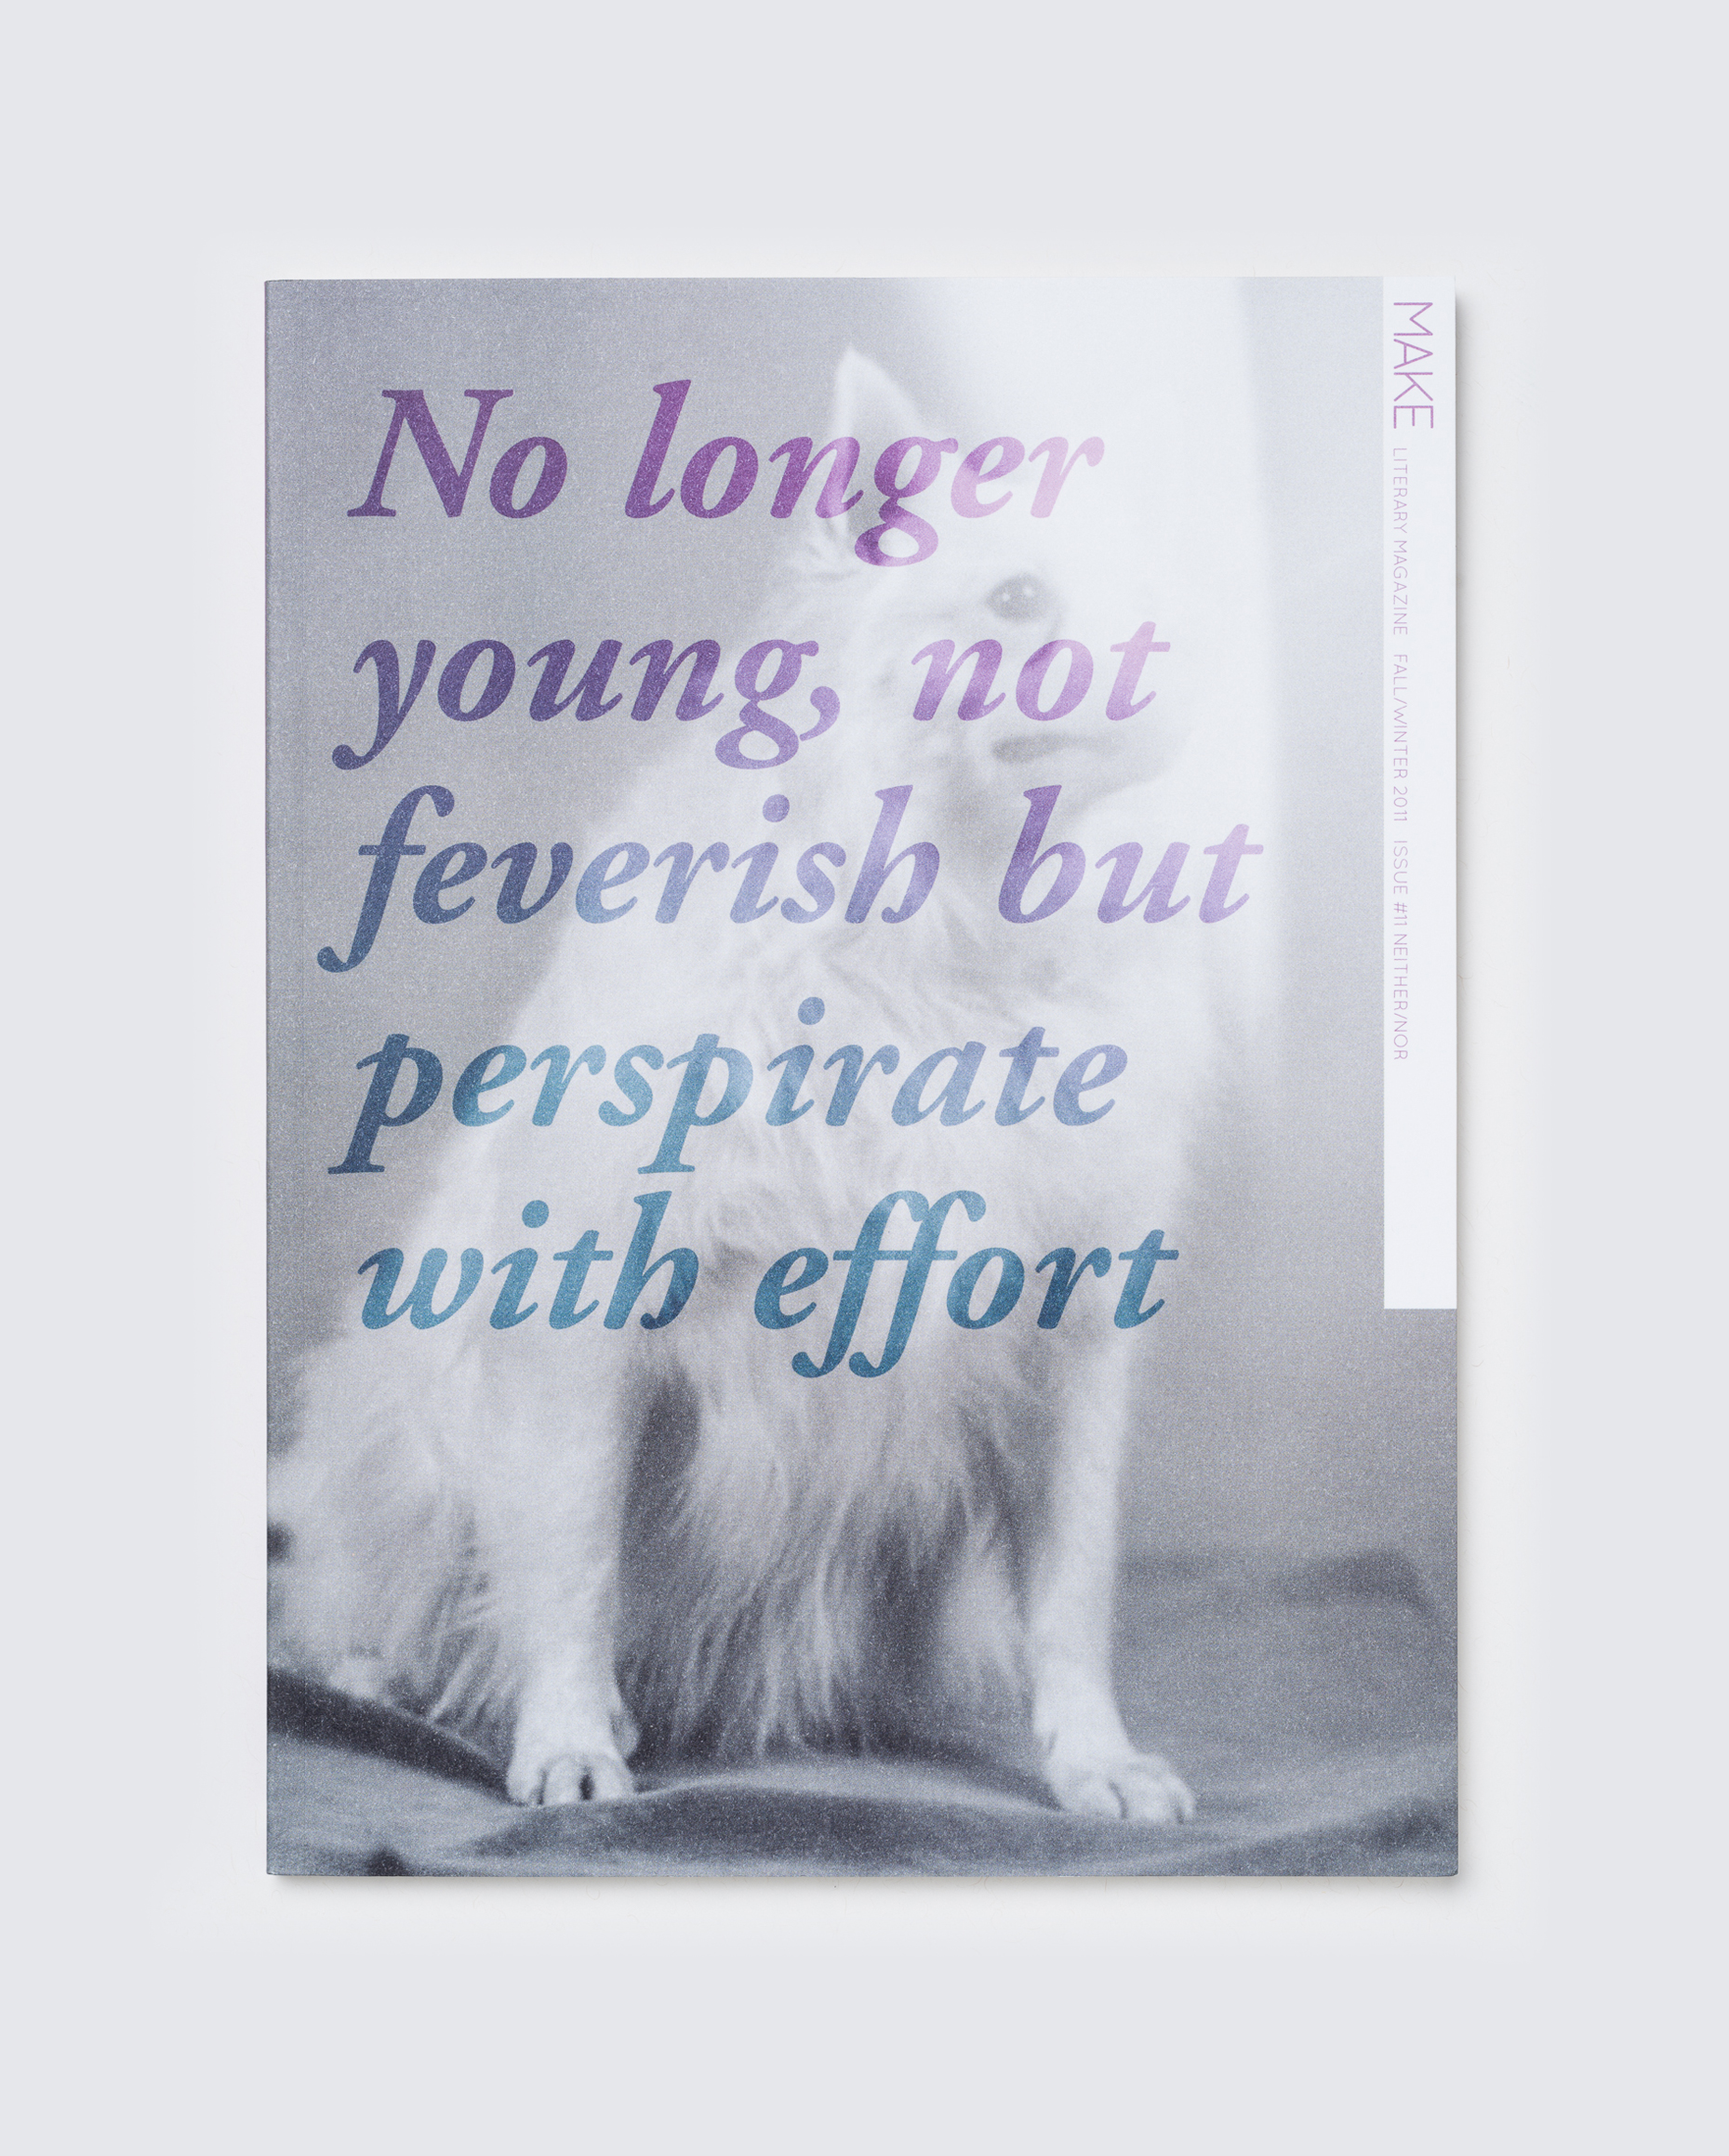 No longer
young, not
feverish but
perspirate
with effort
MAKE LITERARY MAGAZINE FALL/WINTER 2011 ISSUE #11 NEITHER/NOR